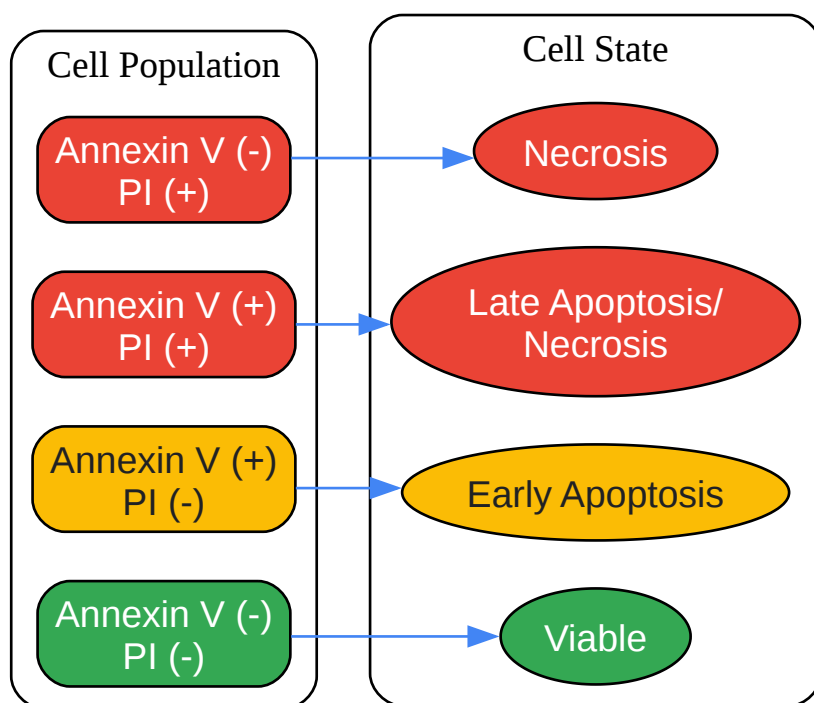 Cell Population
Cell State
Annexin V (-)
PI (+)
Necrosis
Annexin V (+)
PI (+)
Late Apoptosis/
Necrosis
Annexin V (+)
PI (-)
Early Apoptosis
Annexin V (-)
PI (-)
Viable